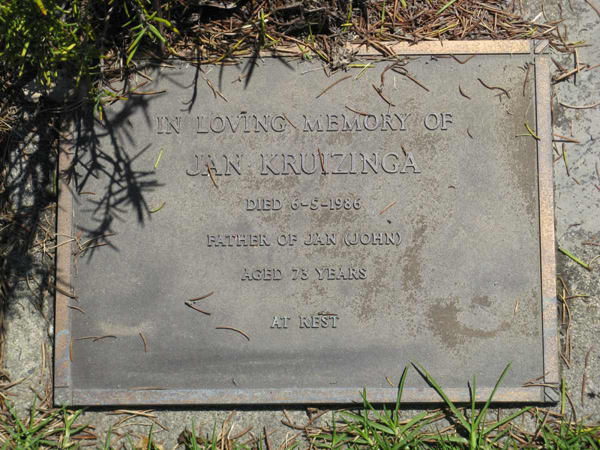 IN LOVING MEMORY OF
JAN KRUIZINGA
DIED 6-5-1986
FATHER OF JAN (JOHN)
AGED 73 YEARS
AT REST